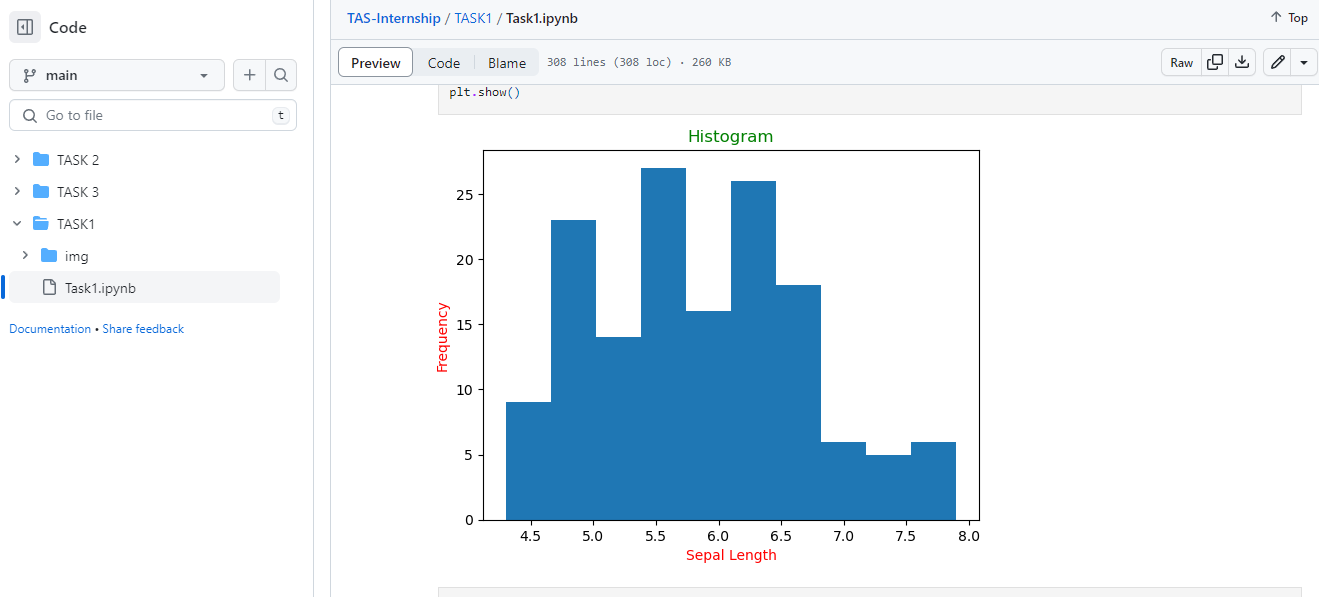 Code
main
Go to file t
TASK 2
TASK 3
TASK1
img
Task1.ipynb
Documentation • Share feedback
TAS-Internship / TASK1 / Task1.ipynb
Top
Preview Code Blame 308 lines (308 loc) · 260 KB Raw
plt.show()
Histogram
25
20
15
10
5
0
Frequency
4.5 5.0 5.5 6.0 6.5 7.0 7.5 8.0
Sepal Length